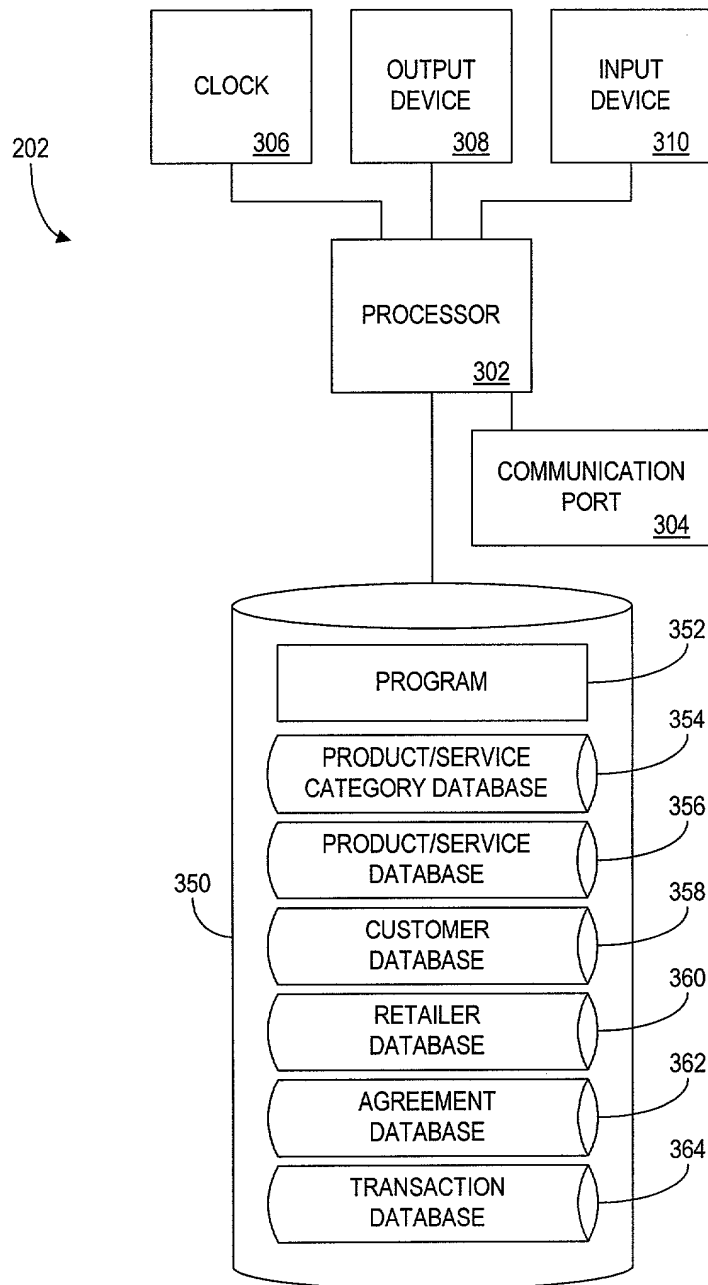 CLOCK
306
OUTPUT
DEVICE
308
INPUT
DEVICE
310
202
PROCESSOR
302
COMMUNICATION
PORT
304
352
PROGRAM
354
PRODUCT/SERVICE
CATEGORY DATABASE
356
PRODUCT/SERVICE
DATABASE
350
358
CUSTOMER
DATABASE
360
RETAILER
DATABASE
362
AGREEMENT
DATABASE
364
TRANSACTION
DATABASE